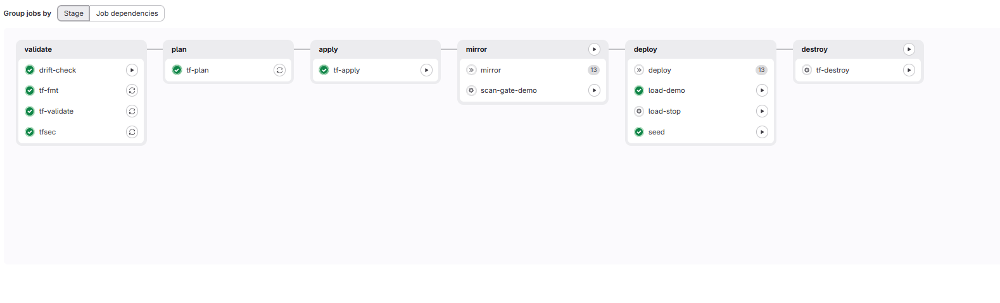 Group jobs by Stage Job dependencies
validate
drift-check
tf-fmt
tf-validate
tfsec
plan
tf-plan
apply
tf-apply
mirror
mirror 13
scan-gate-demo
deploy
deploy 13
load-demo
load-stop
seed
destroy
tf-destroy